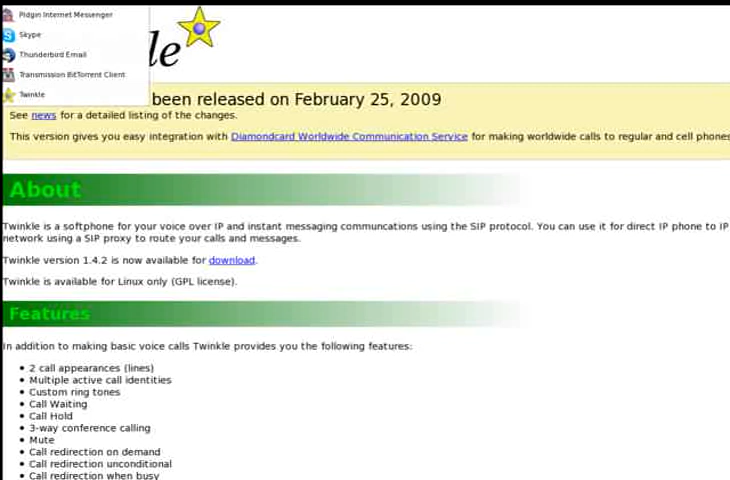 Pidgin Internet Messenger
Skype
Thunderbird Email
Transmission BitTorrent Client
Twinkle
le
been released on February 25, 2009
See news for a detailed listing of the changes.
This version gives you easy integration with Diamondcard Worldwide Communication Service for making worldwide calls to regular and cell phones
About
Twinkle is a softphone for your voice over IP and instant messaging communcations using the SIP protocol. You can use it for direct IP phone to IP
network using a SIP proxy to route your calls and messages.
Twinkle version 1.4.2 is now available for download.
Twinkle is available for Linux only (GPL license).
Features
In addition to making basic voice calls Twinkle provides you the following features:
2 call appearances (lines)
Multiple active call identities
Custom ring tones
Call Waiting
Call Hold
3-way conference calling
Mute
Call redirection on demand
Call redirection unconditional
Call redirection when busy